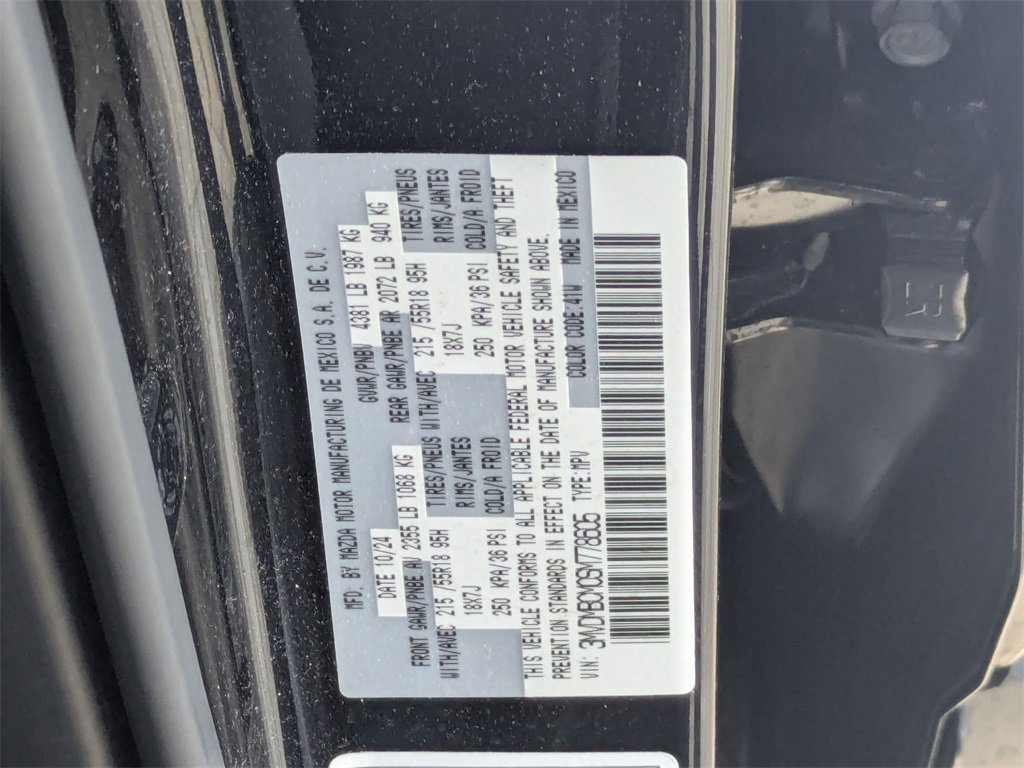 MFD. BY MAZDA MOTOR MANUFACTURING DE MEXICO S.A. DE C.V.
DATE 10/24 GVWR/PNBV 4381 LB 1987 KG
FRONT GAWR/PNBE AV 2355 LB 1068 KG REAR GAWR/PNBE AR 2072 LB 940 KG
WITH/AVEC 215 /55R18 95H TIRES/PNEUS WITH/AVEC 215 /55R18 95H TIRES/PNEUS
18X7J RIMS/JANTES 18X7J RIMS/JANTES
250 KPA/36 PSI COLD/A FROID 250 KPA/36 PSI COLD/A FROID
THIS VEHICLE CONFORMS TO ALL APPLICABLE FEDERAL MOTOR VEHICLE SAFETY AND THEFT
PREVENTION STANDARDS IN EFFECT ON THE DATE OF MANUFACTURE SHOWN ABOVE.
VIN: TYPE:MPV COLOR CODE:41W MADE IN MEXICO